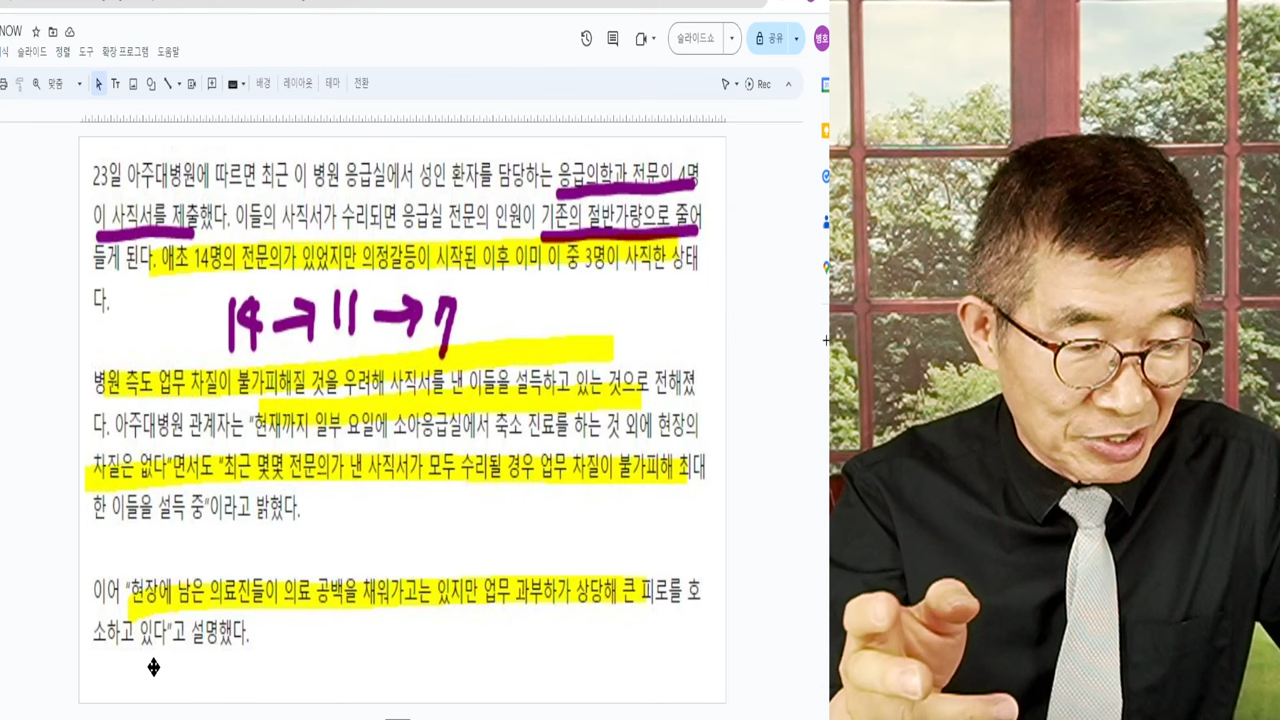 NOW
슬라이드 정렬 도구 확장 프로그램 도움말
슬라이드쇼
공유
병호
맞춤
Tт
배경
레이아웃
테마
전환
Rec
23일 아주대병원에 따르면 최근 이 병원 응급실에서 성인 환자를 담당하는 응급의학과 전문의 4명
이 사직서를 제출했다. 이들의 사직서가 수리되면 응급실 전문의 인원이 기존의 절반가량으로 줄어
들게 된다. 애초 14명의 전문의가 있었지만 의정갈등이 시작된 이후 이미 이 중 3명이 사직한 상태
다.
14→11→7
병원 측도 업무 차질이 불가피해질 것을 우려해 사직서를 낸 이들을 설득하고 있는 것으로 전해졌
다. 아주대병원 관계자는 “현재까지 일부 요일에 소아응급실에서 축소 진료를 하는 것 외에 현장의
차질은 없다”면서도 “최근 몇몇 전문의가 낸 사직서가 모두 수리될 경우 업무 차질이 불가피해 최대
한 이들을 설득 중”이라고 밝혔다.
이어 “현장에 남은 의료진들이 의료 공백을 채워가고는 있지만 업무 과부하가 상당해 큰 피로를 호
소하고 있다”고 설명했다.